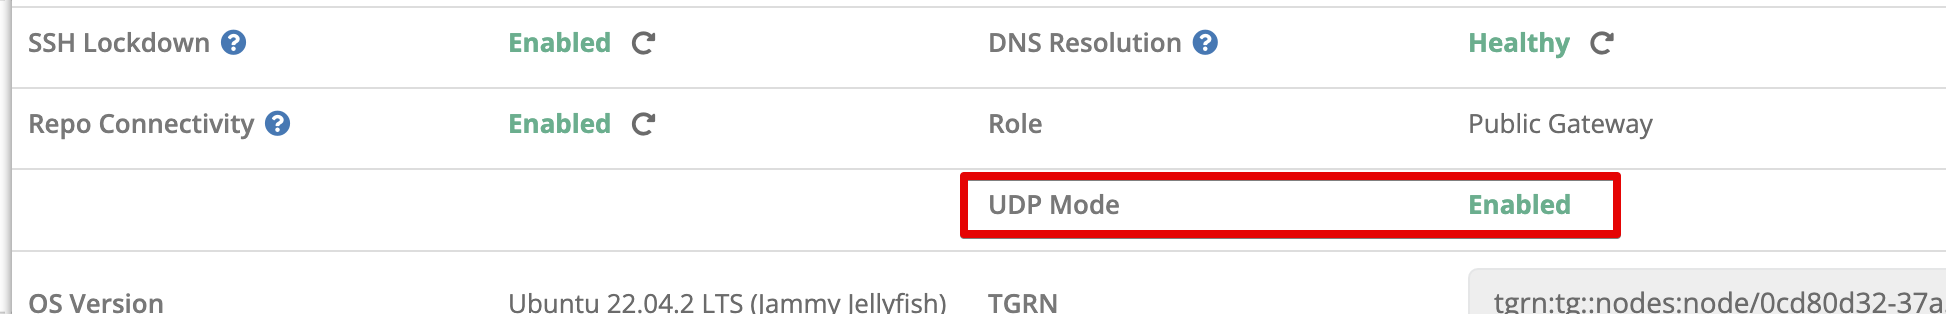 SSH Lockdown ? Enabled DNS Resolution ? Healthy
Repo Connectivity ? Enabled Role Public Gateway
UDP Mode Enabled
OS Version Ubuntu 22.04.2 LTS (Jammy Jellyfish) TGRN tgrn:tg::nodes:node/0cd80d32-37a